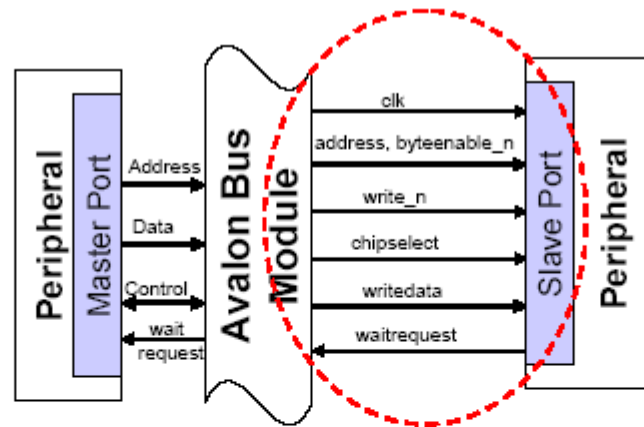 Peripheral
Master Port
Address
Data
Control
wait
request
Avalon Bus
Module
clk
address, byteenable_n
write_n
chipselect
writedata
waitrequest
Slave Port
Peripheral